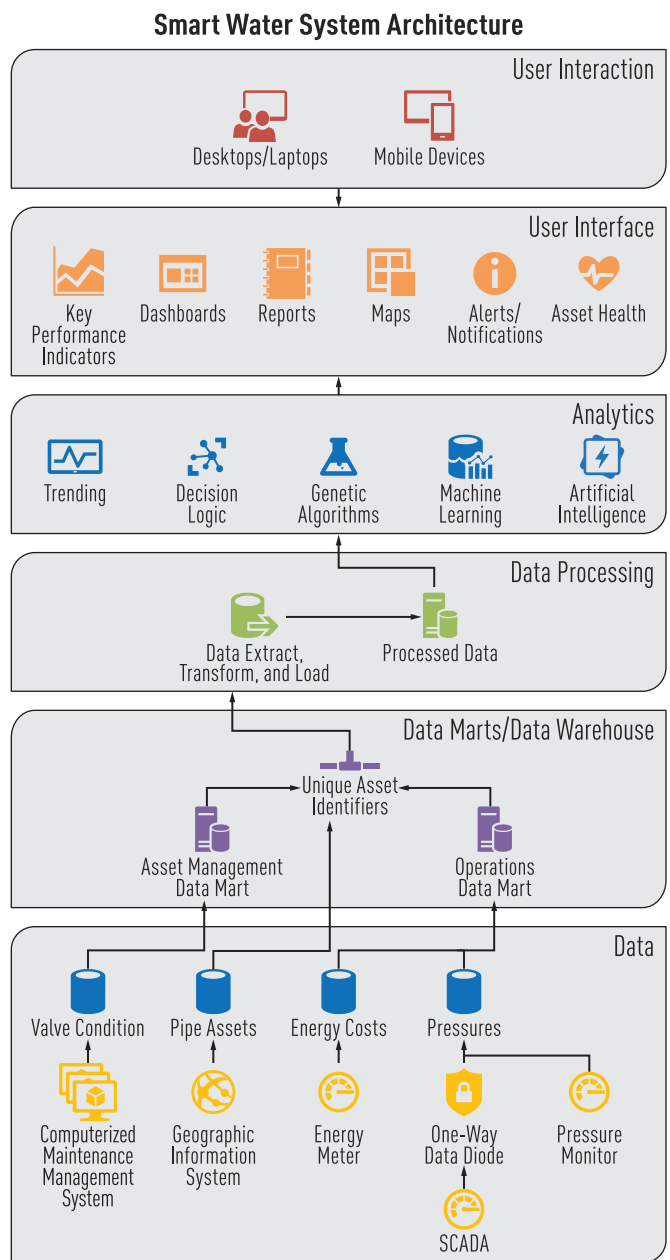 Smart Water System Architecture
User Interaction
Desktops/Laptops
Mobile Devices
User Interface
Key
Performance
Indicators
Dashboards
Reports
Maps
Alerts/
Notifications
Asset Health
Analytics
Trending
Decision
Logic
Genetic
Algorithms
Machine
Learning
Artificial
Intelligence
Data Processing
Data Extract,
Transform, and Load
Processed Data
Data Marts/Data Warehouse
Unique Asset
Identifiers
Asset Management
Data Mart
Operations
Data Mart
Data
Valve Condition
Pipe Assets
Energy Costs
Pressures
Computerized
Maintenance
Management
System
Geographic
Information
System
Energy
Meter
One-Way
Data Diode
Pressure
Monitor
SCADA